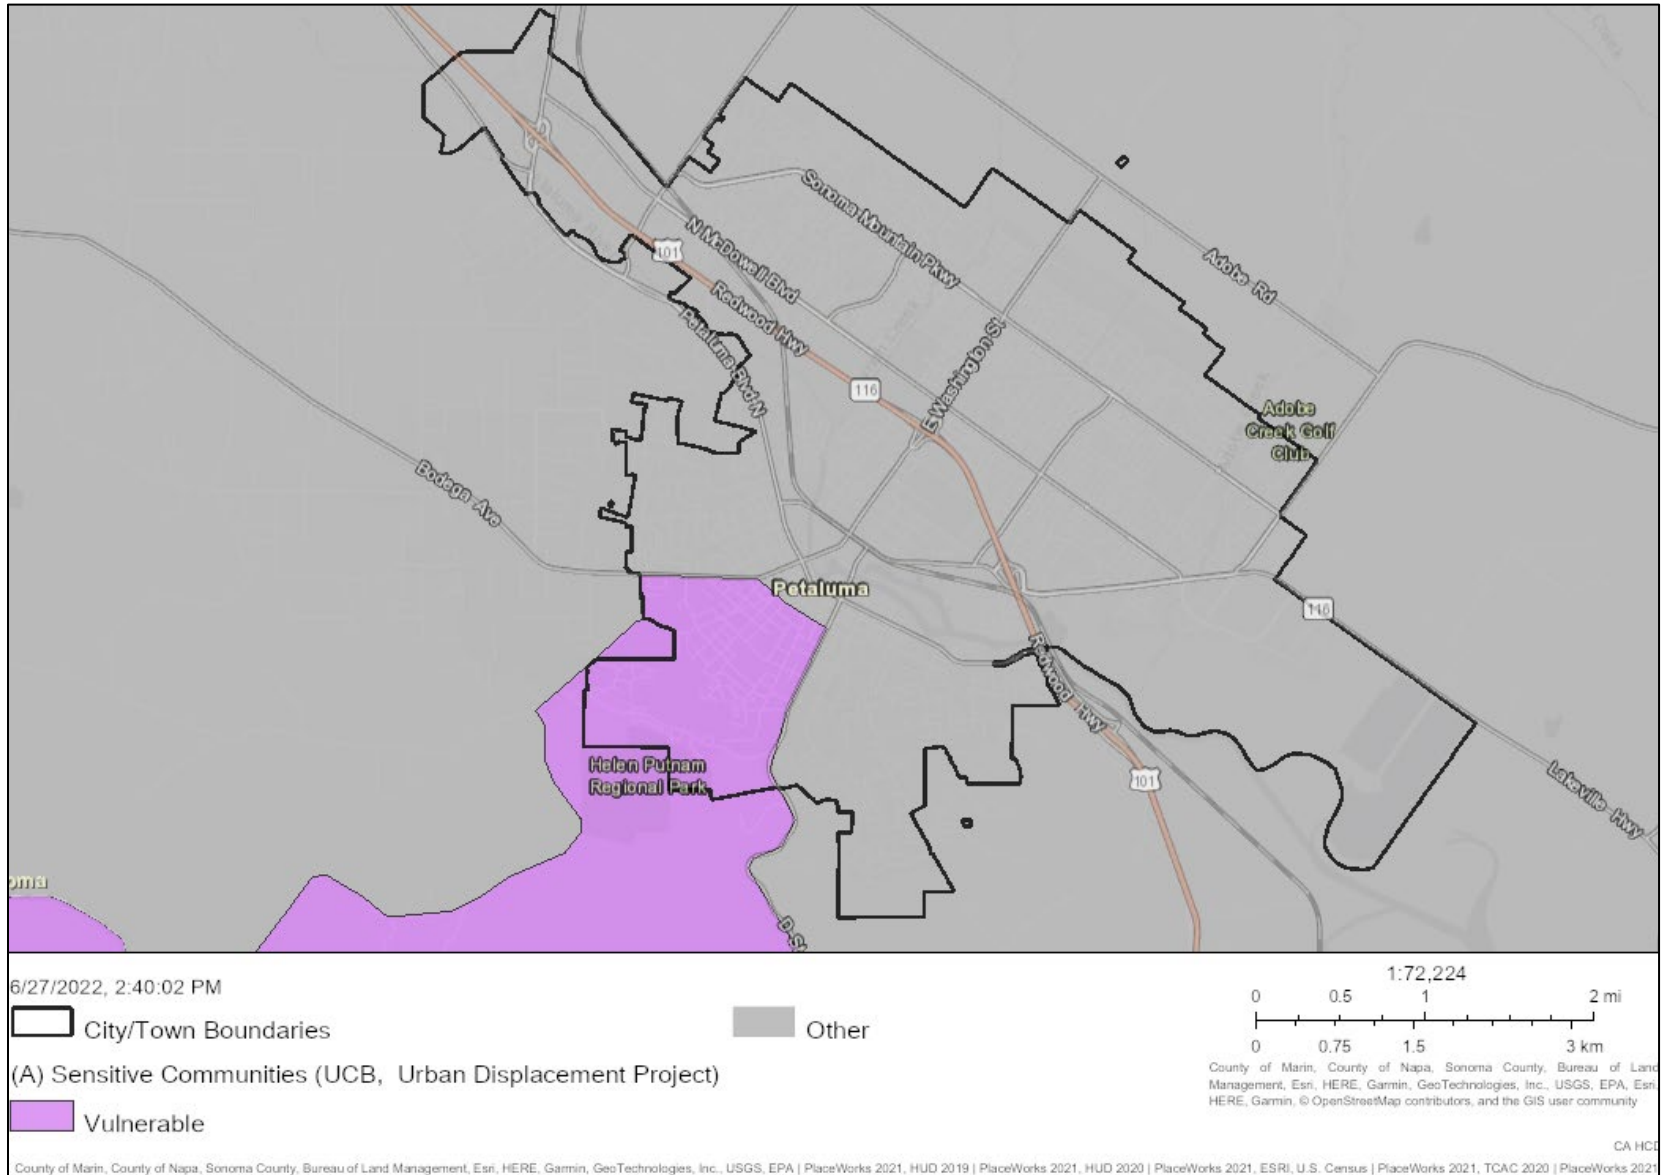 Sonoma Mountain Pkwy
N McDowell Blvd
101
Redwood Hwy
Adobe Rd
Petaluma Blvd N
116
E Washington St
Adobe
Creek Golf
Club
Bodega Ave
Petaluma
116
Redwood Hwy
Helen Putnam
Regional Park
101
Lakeville Hwy
oma
D St
6/27/2022, 2:40:02 PM
City/Town Boundaries
Other
(A) Sensitive Communities (UCB, Urban Displacement Project)
Vulnerable
1:72,224
0 0.5 1 2 mi
0 0.75 1.5 3 km
County of Marin, County of Napa, Sonoma County, Bureau of Land
Management, Esri, HERE, Garmin, GeoTechnologies, Inc., USGS, EPA, Esri,
HERE, Garmin, © OpenStreetMap contributors, and the GIS user community
CA HCD
County of Marin, County of Napa, Sonoma County, Bureau of Land Management, Esri, HERE, Garmin, GeoTechnologies, Inc., USGS, EPA | PlaceWorks 2021, HUD 2019 | PlaceWorks 2021, HUD 2020 | PlaceWorks 2021, ESRI, U.S. Census | PlaceWorks 2021, TCAC 2020 | PlaceWorks 2021